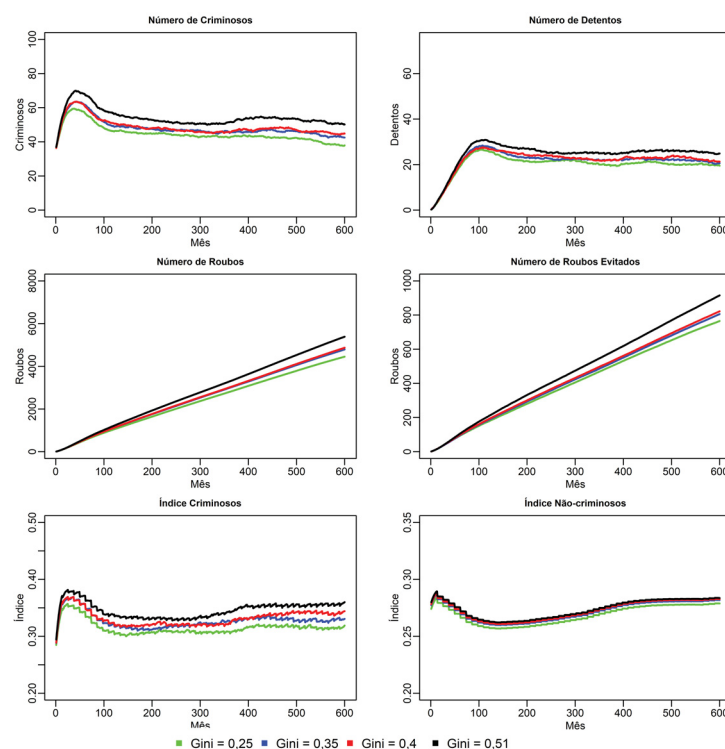 Número de Criminosos
100
80
60
40
20
0
Criminosos
0 100 200 300 400 500 600
Mês
Número de Detentos
60
40
20
0
Detentos
0 100 200 300 400 500 600
Mês
Número de Roubos
8000
6000
4000
2000
0
Roubos
0 100 200 300 400 500 600
Mês
Número de Roubos Evitados
1000
800
600
400
200
0
Roubos
0 100 200 300 400 500 600
Mês
Índice Criminosos
0.50
0.40
0.30
0.20
Índice
0 100 200 300 400 500 600
Mês
Índice Não-criminosos
0.35
0.30
0.25
0.20
Índice
0 100 200 300 400 500 600
Mês
Gini = 0,25 Gini = 0,35 Gini = 0,4 Gini = 0,51